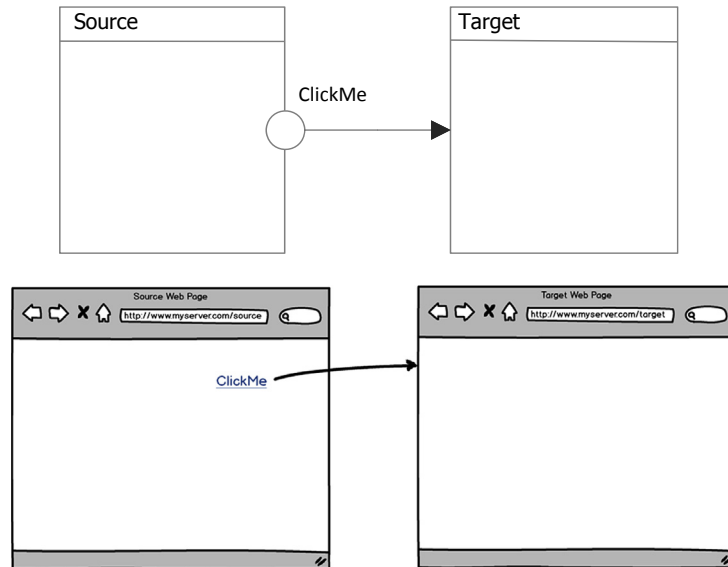 Source
Target
ClickMe
Source Web Page
http://www.myserver.com/source
Target Web Page
http://www.myserver.com/target
ClickMe